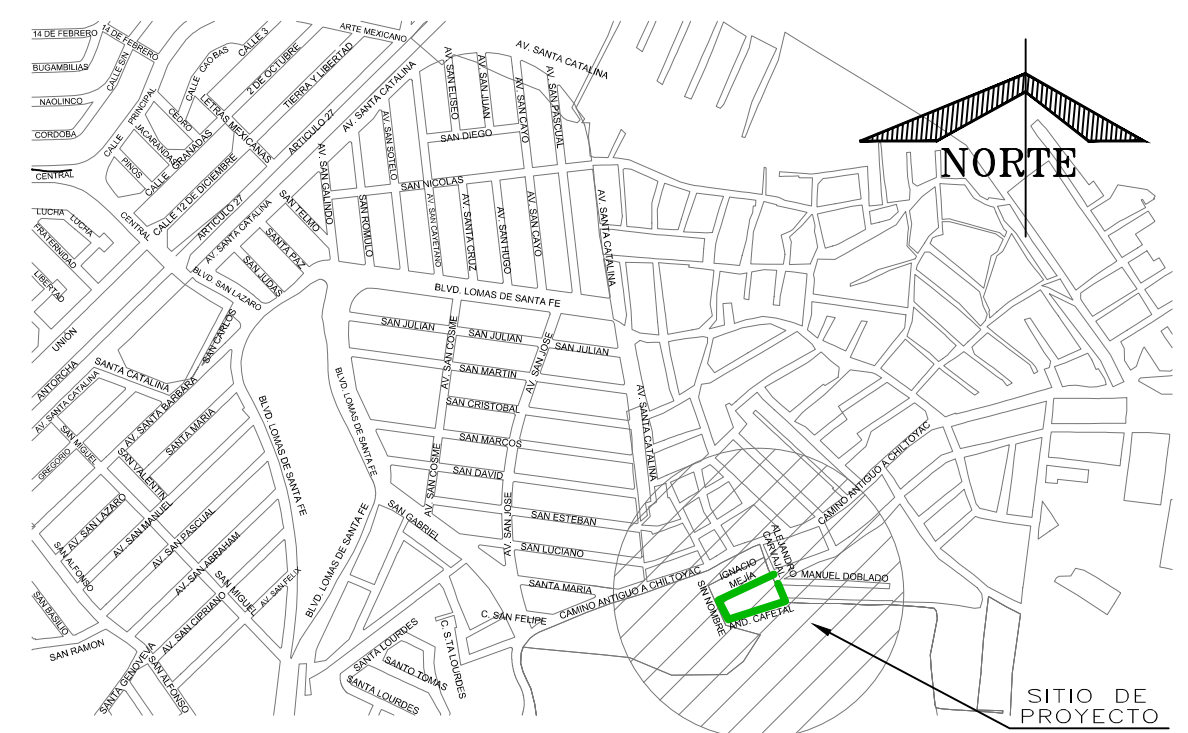 14 DE FEBRERO
14 DE FEBRERO
BUGAMBILIAS
CALLE SIN
NAOLINCO
CORDOBA
CENTRAL
CALLE
PRINCIPAL
CALLE
CAOBAS
CALLE 3
CEDRO
JACARANDAS
PINOS
CALLE GRANADAS
LETRAS MEXICANAS
2 DE OCTUBRE
TIERRA Y LIBERTAD
ARTE MEXICANO
ARTICULO 27
AV. SANTA CATALINA
CALLE 12 DE DICIEMBRE
ARTICULO 27
AV. SANTA CATALINA
SAN TELMO
SANTA PAZ
SAN JUDAS
CENTRAL
LUCHA
LUCHA
FRATERNIDAD
LIBERTAD
UNIÓN
ANTORCHA
BLVD. SAN LAZARO
SAN CARLOS
AV. SAN GALINDO
AV. SAN SOTELO
AV. SAN ELISEO
AV. SAN JUAN
AV. SAN CAYO
AV. SAN PASCUAL
AV. SANTA CATALINA
SAN DIEGO
SAN NICOLAS
SAN ROMULO
AV. SAN CAYETANO
AV. SANTA CRUZ
AV. SAN HUGO
AV. SAN CAYO
AV. SANTA CATALINA
NORTE
BLVD. LOMAS DE SANTA FE
SAN JULIAN
SAN JULIAN
SAN JULIAN
AV. SAN COSME
AV. SAN JOSE
SAN MARTIN
SAN CRISTOBAL
SAN MARCOS
SAN DAVID
AV. SAN COSME
AV. SAN JOSE
SAN ESTEBAN
SAN LUCIANO
SANTA MARIA
AV. SANTA CATALINA
BLVD. LOMAS DE SANTA FE
BLVD. LOMAS DE SANTA FE
BLVD. LOMAS DE SANTA FE
SAN GABRIEL
SANTA CATALINA
AV. SANTA CATALINA
AV. SANTA BARBARA
SANTA MARIA
SAN MIGUEL
GREGORIO
SAN VALENTIN
AV. SAN LAZARO
AV. SAN MANUEL
AV. SAN PASCUAL
AV. SAN ABRAHAM
SAN ALFONSO
SAN MIGUEL
AV. SAN FELIX
AV. SAN CIPRIANO
SAN BASILIO
SAN RAMON
SANTA GENOVEVA
SAN ALFONSO
SANTA LOURDES
SANTO TOMAS
SANTA LOURDES
C. STA LOURDES
C. SAN FELIPE
CAMINO ANTIGUO A CHILTOYAC
CAMINO ANTIGUO A CHILTOYAC
ALEJANDRO
CARVAJAL
IGNACIO
MEJÍA
O MANUEL DOBLADO
SIN NOMBRE
AND. CAFETAL
SITIO DE
PROYECTO